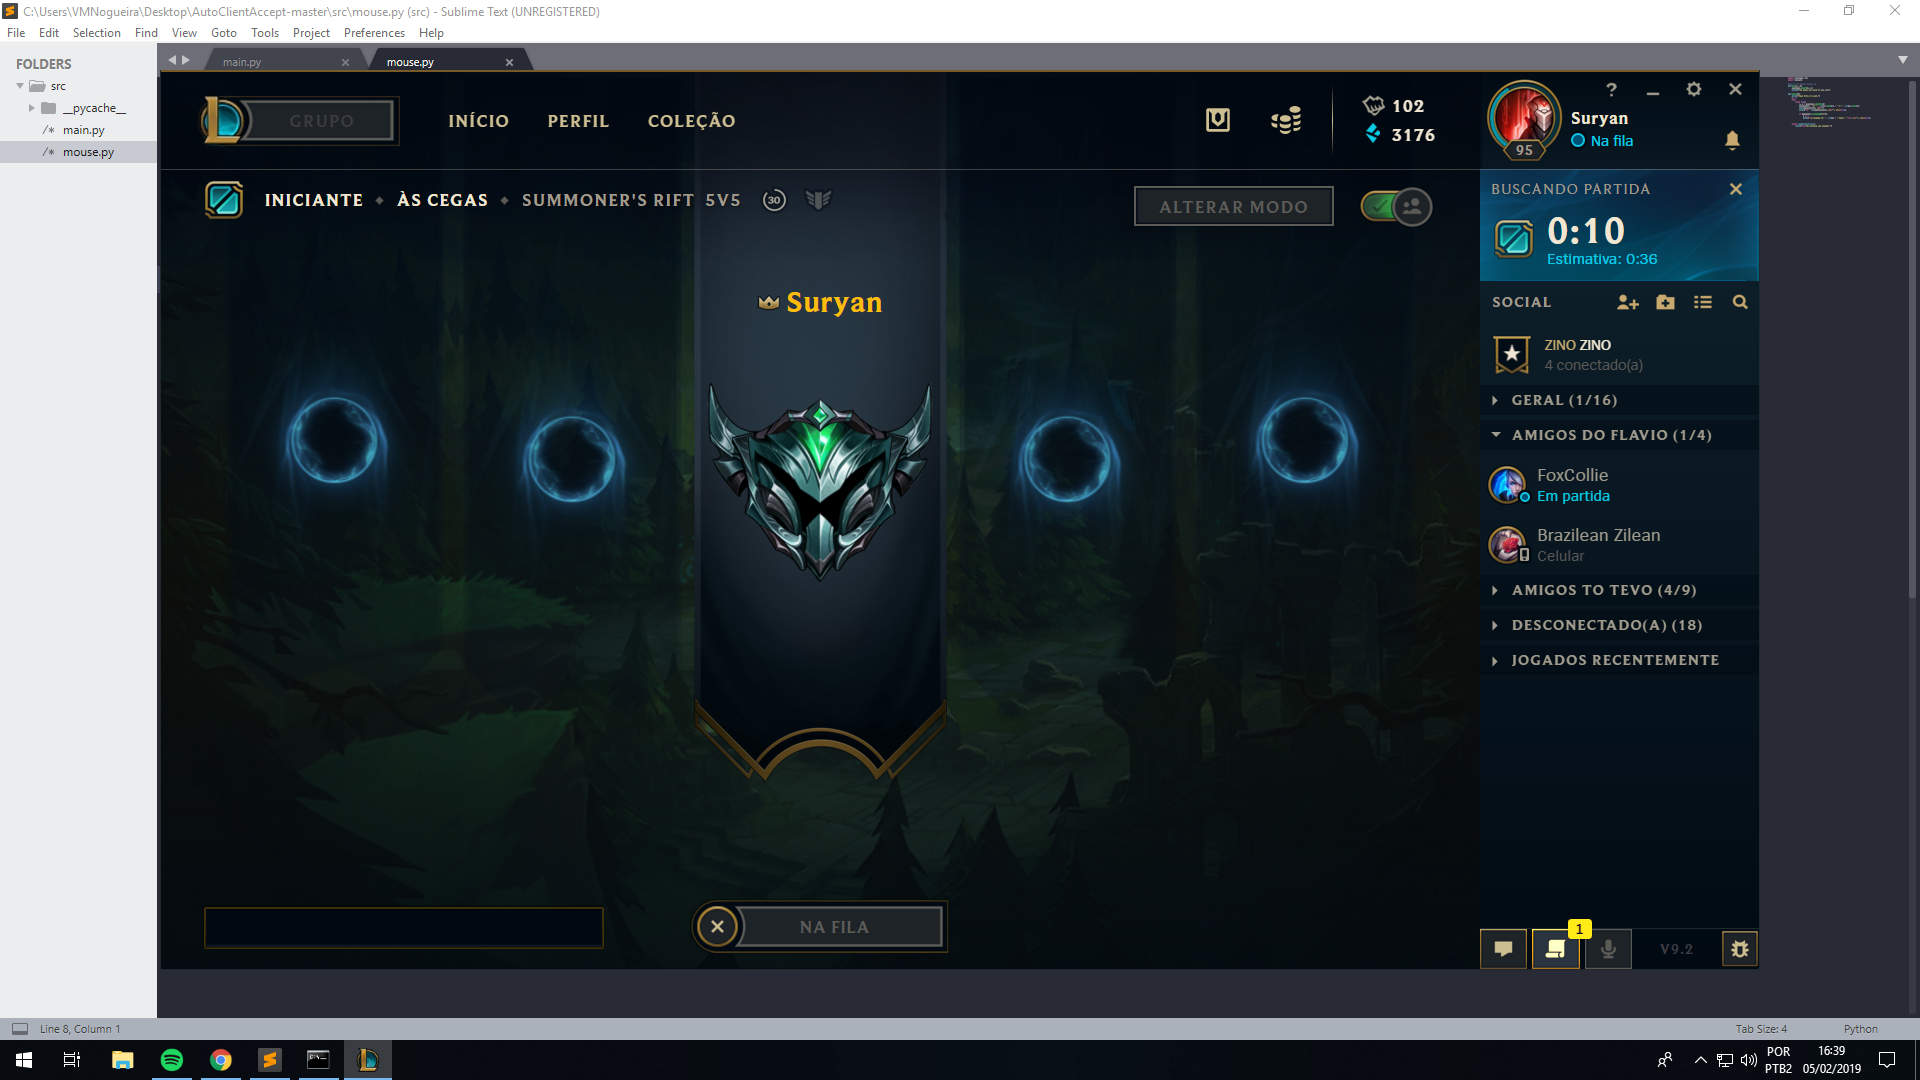 C:\Users\VMNogueira\Desktop\AutoClientAccept-master\src\mouse.py (src) - Sublime Text (UNREGISTERED)
File Edit Selection Find View Goto Tools Project Preferences Help
FOLDERS
src
__pycache__
main.py
mouse.py
main.py
mouse.py
GRUPO
INÍCIO
PERFIL
COLEÇÃO
102
3176
95
Suryan
Na fila
INICIANTE
ÀS CEGAS
SUMMONER'S RIFT 5V5
30
ALTERAR MODO
BUSCANDO PARTIDA
0:10
Estimativa: 0:36
Suryan
SOCIAL
ZINO ZINO
4 conectado(a)
GERAL (1/16)
AMIGOS DO FLAVIO (1/4)
FoxCollie
Em partida
Brazilean Zilean
Celular
AMIGOS TO TEVO (4/9)
DESCONECTADO(A) (18)
JOGADOS RECENTEMENTE
NA FILA
1
V9.2
Line 8, Column 1
Tab Size: 4
Python
POR
PTB2
16:39
05/02/2019